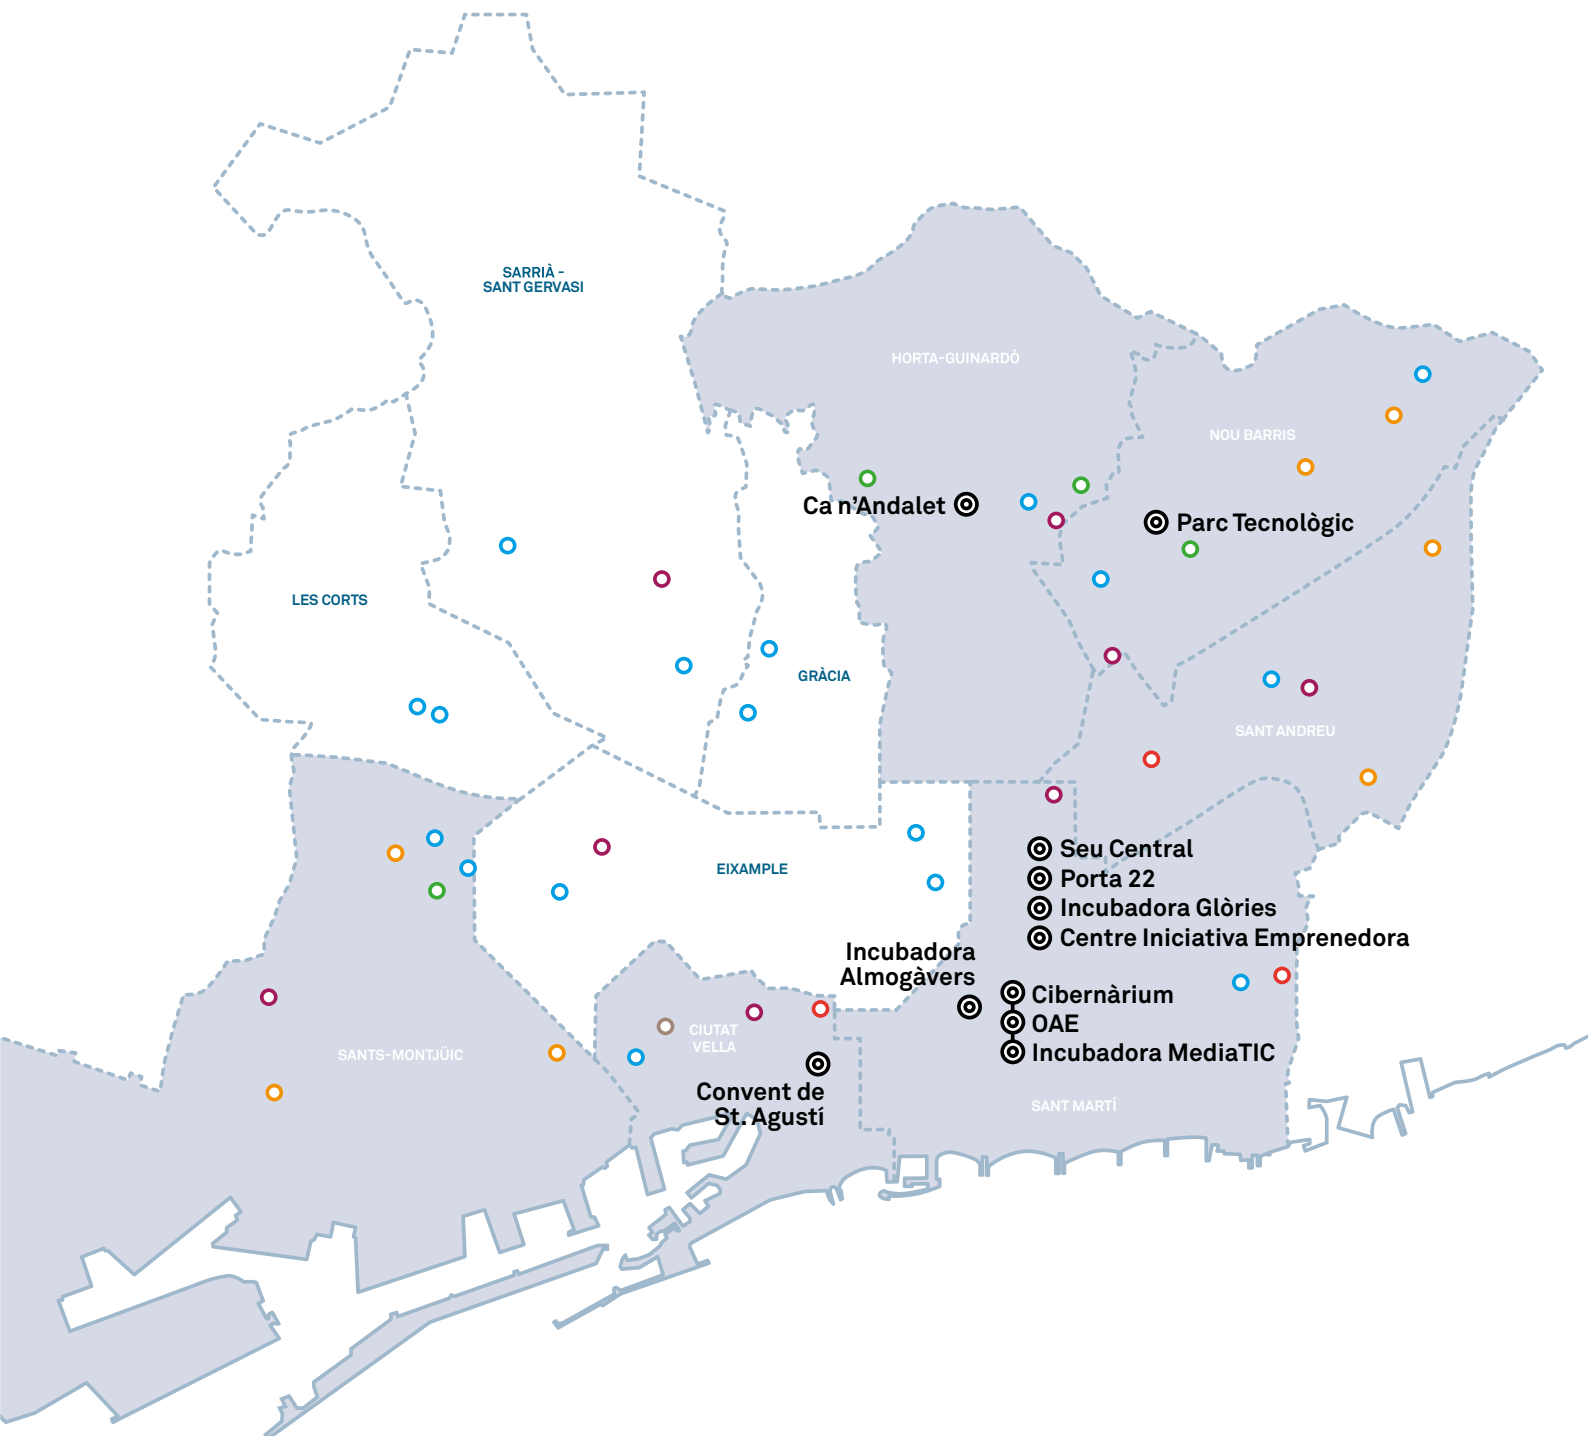 SARRIÀ -
SANT GERVASI
HORTA-GUINARDÓ
NOU BARRIS
Ca n'Andalet
Parc Tecnològic
LES CORTS
GRÀCIA
SANT ANDREU
EIXAMPLE
Seu Central
Porta 22
Incubadora Glòries
Centre Iniciativa Emprenedora
Incubadora
Almogàvers
Cibernàrium
OAE
Incubadora MediaTIC
CIUTAT
VELLA
SANTS-MONTJÜIC
Convent de
St. Agustí
SANT MARTÍ